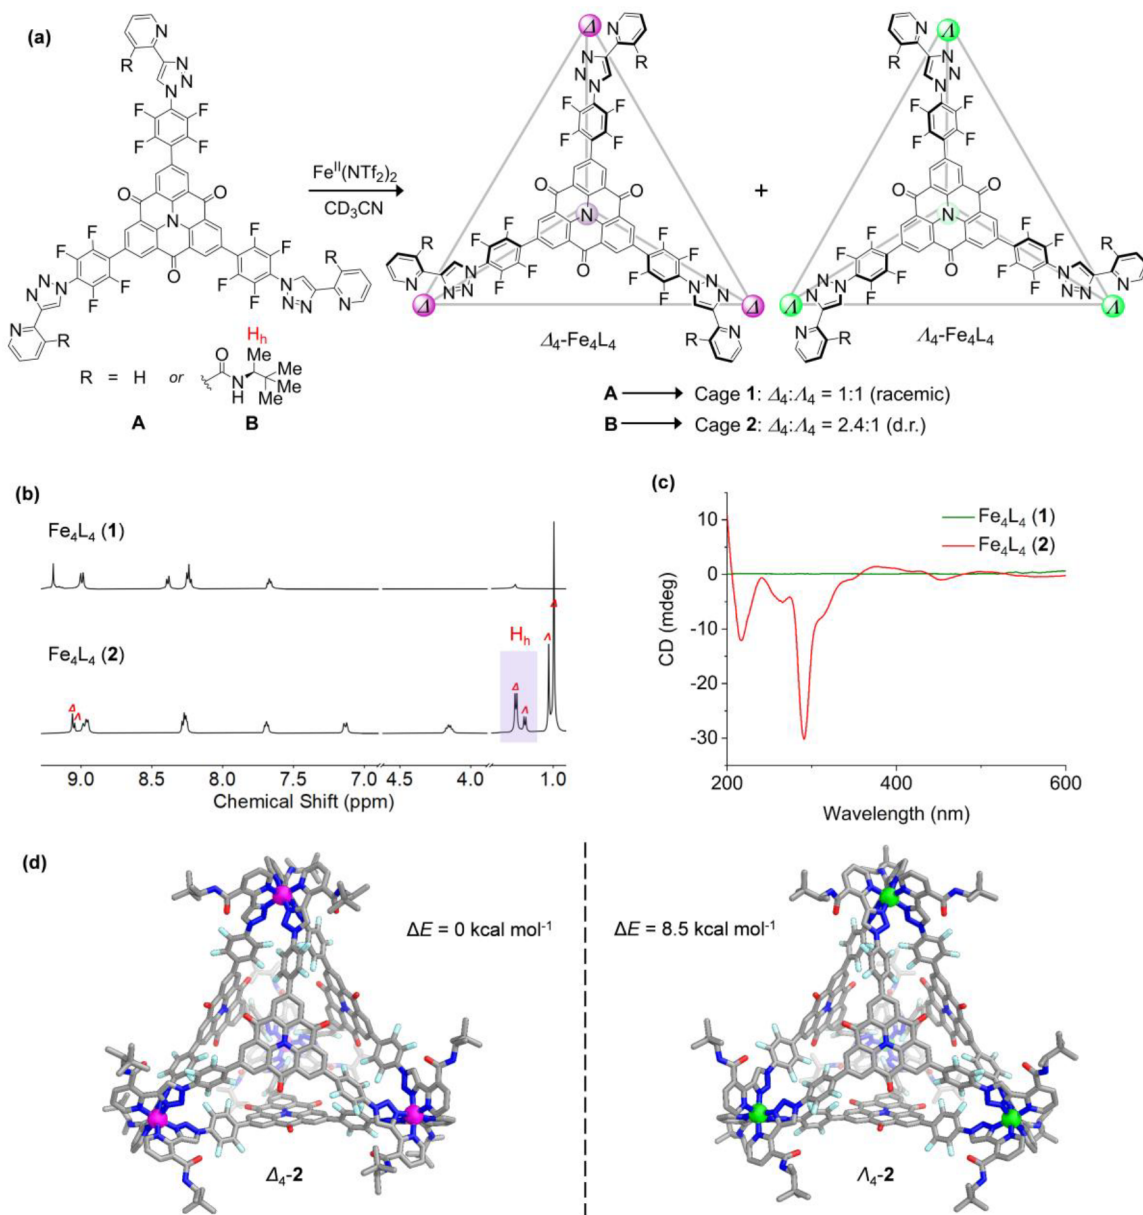 (a)
N
R
N
N
N
F
F
F
F
O
O
N
O
F
F
F
F
F
F
F
F
R
N
N
N
N
N
N
N
N
R
R = H or
O
N
H
H_h
Me
Me
Me
Me
A
B
Fe^II(NTf2)2
CD3CN
Δ
N
R
N
N
N
F
F
F
F
O
O
N
O
F
F
F
F
F
F
F
F
R
N
N
N
N
N
N
N
N
R
Δ
Δ
Δ4-Fe4L4
+
Λ
N
R
N
N
N
F
F
F
F
O
O
N
O
F
F
F
F
F
F
F
F
R
N
N
N
N
N
N
N
N
R
Λ
Λ
Λ4-Fe4L4
A → Cage 1: Δ4:Λ4 = 1:1 (racemic)
B → Cage 2: Δ4:Λ4 = 2.4:1 (d.r.)
(b)
Fe4L4 (1)
Fe4L4 (2)
H_h
Δ
Λ
Δ
Λ
Λ
Δ
9.0 8.5 8.0 7.5 7.0 4.5 4.0 1.0
Chemical Shift (ppm)
(c)
Fe4L4 (1)
Fe4L4 (2)
CD (mdeg)
10
0
-10
-20
-30
200 400 600
Wavelength (nm)
(d)
ΔE = 0 kcal mol⁻¹
ΔE = 8.5 kcal mol⁻¹
Δ4-2
Λ4-2